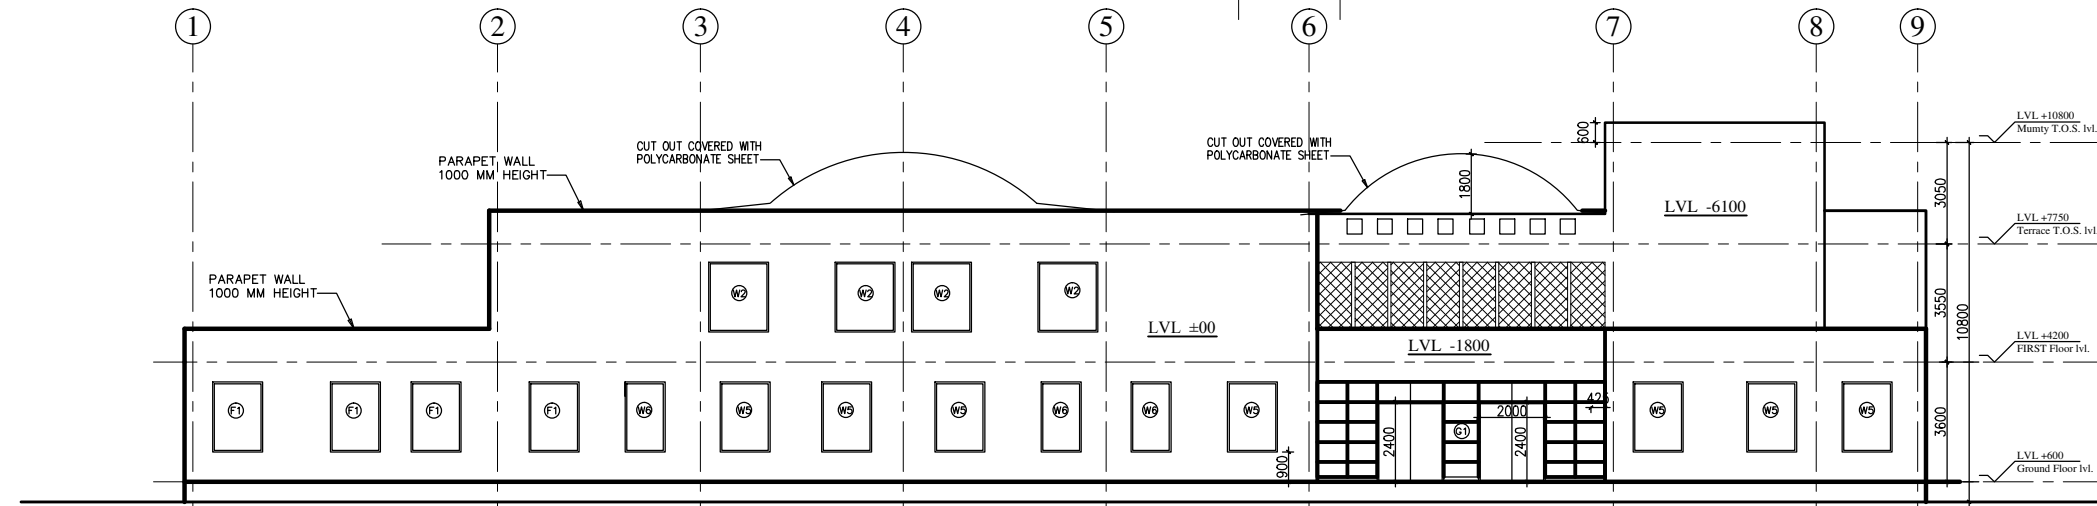 1 2 3 4 5 6 7 8 9
LVL +10800
Mumty T.O.S. lvl.
600
CUT OUT COVERED WITH
POLYCARBONATE SHEET
CUT OUT COVERED WITH
POLYCARBONATE SHEET
PARAPET WALL
1000 MM HEIGHT
1800
3050
LVL -6100
LVL +7750
Terrace T.O.S. lvl.
PARAPET WALL
1000 MM HEIGHT
W2 W2 W2 W2
3550
10800
LVL ±00
LVL -1800
LVL +4200
FIRST Floor lvl.
F1 F1 F1 F1 W6 W5 W5 W5 W6 W6 W5
425
2000
G1
2400
2400
W5 W5 W5
3600
900
LVL +600
Ground Floor lvl.